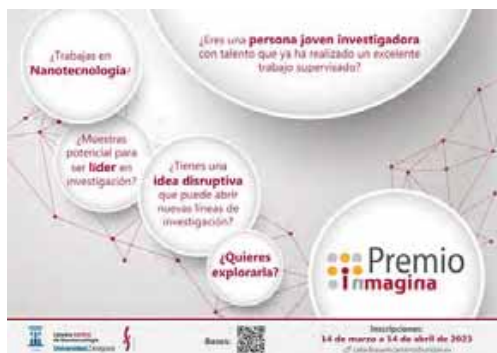 ¿Trabajas en
Nanotecnología?
¿Eres una persona joven investigadora
con talento que ya ha realizado un excelente
trabajo supervisado?
¿Muestras
potencial para
ser líder en
investigación?
¿Tienes una
idea disruptiva
que puede abrir
nuevas líneas de
investigación?
¿Quieres
explorarla?
Premio
inmagina
Universidad Zaragoza
Bases:
Inscripciones:
14 de marzo a 14 de abril de 2023